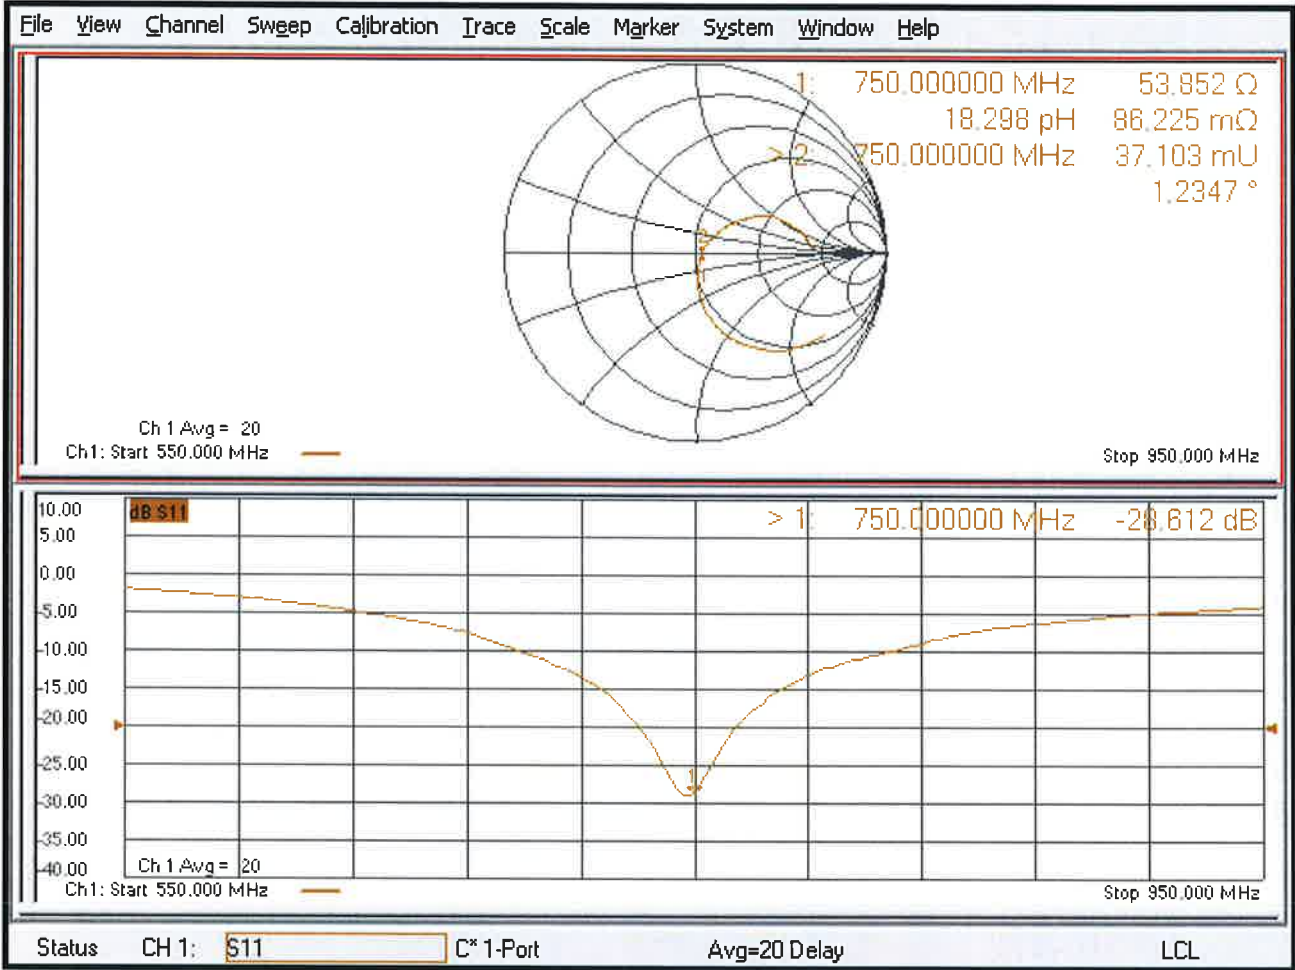 File View Channel Sweep Calibration Trace Scale Marker System Window Help
1: 750.000000 MHz 53.852 Ω
18.298 pH 86.225 mΩ
> 2: 750.000000 MHz 37.103 mU
1.2347 °
2
1
Ch 1 Avg = 20
Ch1: Start 550.000 MHz
Stop 950.000 MHz
10.00
dB S11
> 1: 750.000000 MHz -28.612 dB
5.00
0.00
-5.00
-10.00
-15.00
-20.00
-25.00
1
-30.00
-35.00
-40.00
Ch 1 Avg = 20
Ch1: Start 550.000 MHz
Stop 950.000 MHz
Status CH 1: S11 C* 1-Port Avg=20 Delay LCL